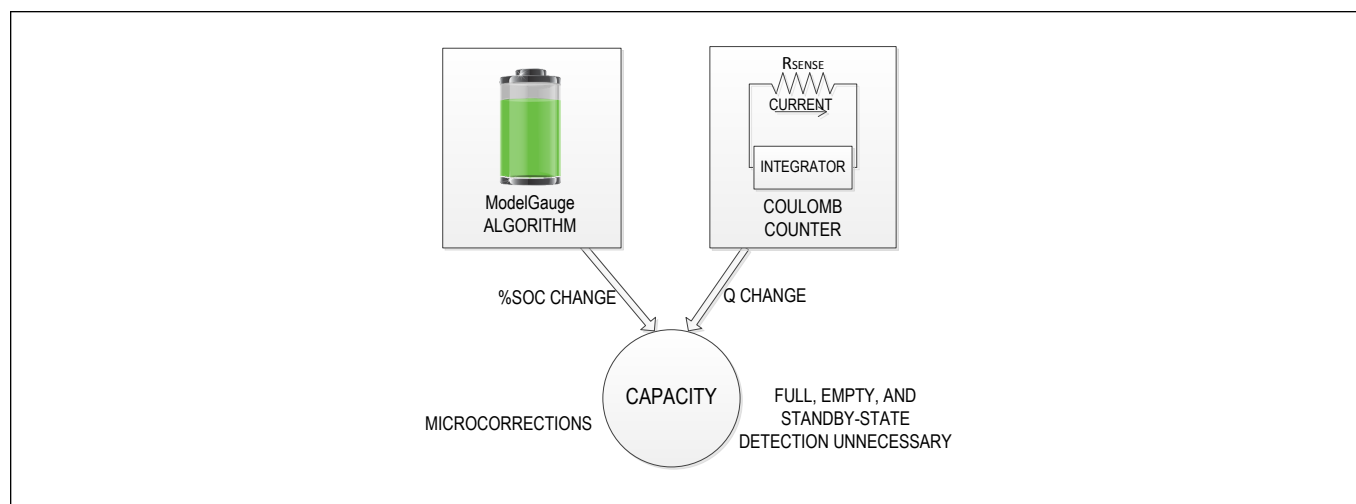 ModelGauge
ALGORITHM
RSENSE
CURRENT
INTEGRATOR
COULOMB
COUNTER
%SOC CHANGE
Q CHANGE
CAPACITY
MICROCORRECTIONS
FULL, EMPTY, AND
STANDBY-STATE
DETECTION UNNECESSARY